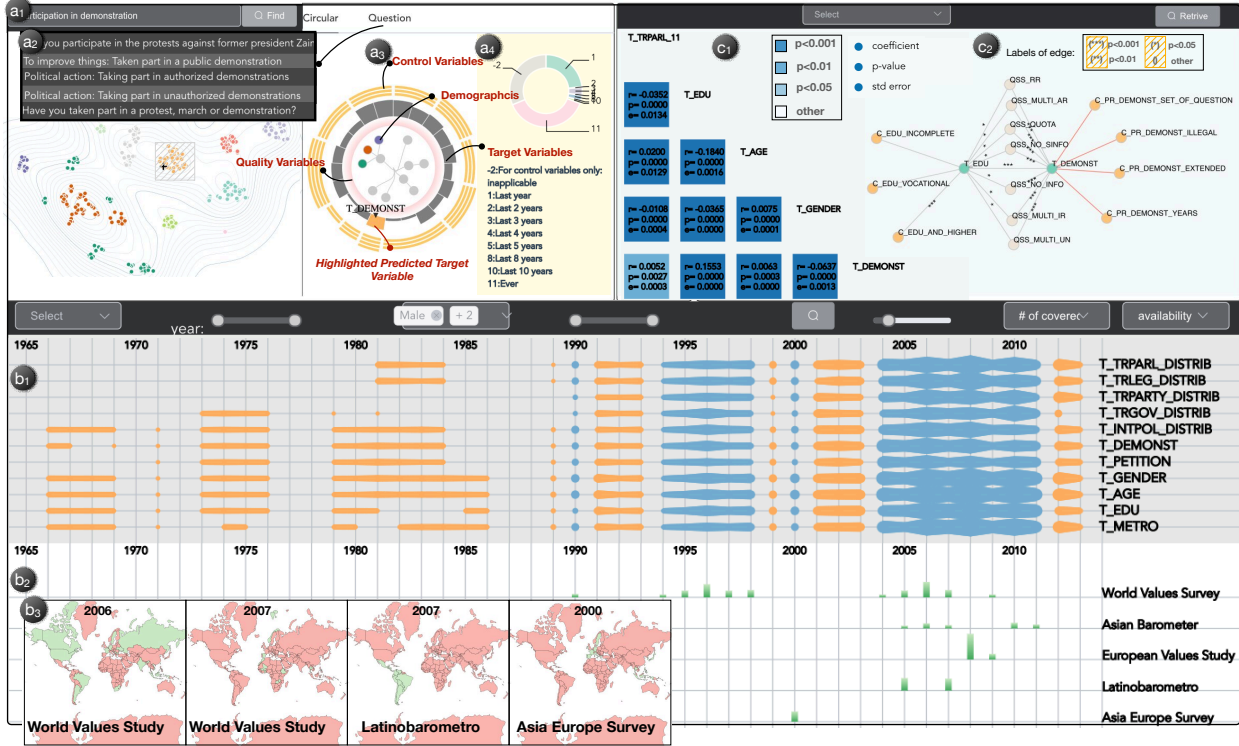 a1
participation in demonstration
Find
Circular
Question
a2
you participate in the protests against former president Zain
To improve things: Taken part in a public demonstration
Political action: Taking part in authorized demonstrations
Political action: Taking part in unauthorized demonstrations
Have you taken part in a protest, march or demonstration?
a3
Control Variables
Demographcis
Quality Variables
Target Variables
T_DEMONST
Highlighted Predicted Target
Variable
a4
-2
1
2
3
4
10
11
-2:For control variables only:
inapplicable
1:Last year
2:Last 2 years
3:Last 3 years
4:Last 4 years
5:Last 5 years
8:Last 8 years
10:Last 10 years
11:Ever
Select
Retrive
T_TRPARL_11
c1
p<0.001
p<0.01
p<0.05
other
coefficient
p-value
std error
r= -0.0352
p= 0.0000
e= 0.0134
T_EDU
r= 0.0200
p= 0.0000
e= 0.0129
r= -0.1840
p= 0.0000
e= 0.0016
T_AGE
r= -0.0108
p= 0.0000
e= 0.0004
r= -0.0365
p= 0.0000
e= 0.0000
r= 0.0075
p= 0.0000
e= 0.0001
T_GENDER
r= 0.0052
p= 0.0027
e= 0.0003
r= 0.1553
p= 0.0000
e= 0.0000
r= 0.0063
p= 0.0000
e= 0.0003
r= -0.0637
p= 0.0000
e= 0.0013
T_DEMONST
c2
Labels of edge:
(***) p<0.001 (*) p<0.05
(**) p<0.01 () other
QSS_RR
QSS_MULTI_AR
QSS_QUOTA
QSS_NO_SINFO
QSS_NO_INFO
QSS_MULTI_IR
QSS_MULTI_UN
C_EDU_INCOMPLETE
C_EDU_VOCATIONAL
C_EDU_AND_HIGHER
T_EDU
T_DEMONST
C_PR_DEMONST_SET_OF_QUESTION
C_PR_DEMONST_ILLEGAL
C_PR_DEMONST_EXTENDED
C_PR_DEMONST_YEARS
Select
year:
Male
+ 2
# of covered
availability
1965 1970 1975 1980 1985 1990 1995 2000 2005 2010
b1
T_TRPARL_DISTRIB
T_TRLEG_DISTRIB
T_TRPARTY_DISTRIB
T_TRGOV_DISTRIB
T_INTPOL_DISTRIB
T_DEMONST
T_PETITION
T_GENDER
T_AGE
T_EDU
T_METRO
1965 1970 1975 1980 1985 1990 1995 2000 2005 2010
b2
World Values Survey
Asian Barometer
European Values Study
Latinobarometro
Asia Europe Survey
b3
2006
World Values Study
2007
World Values Study
2007
Latinobarometro
2000
Asia Europe Survey